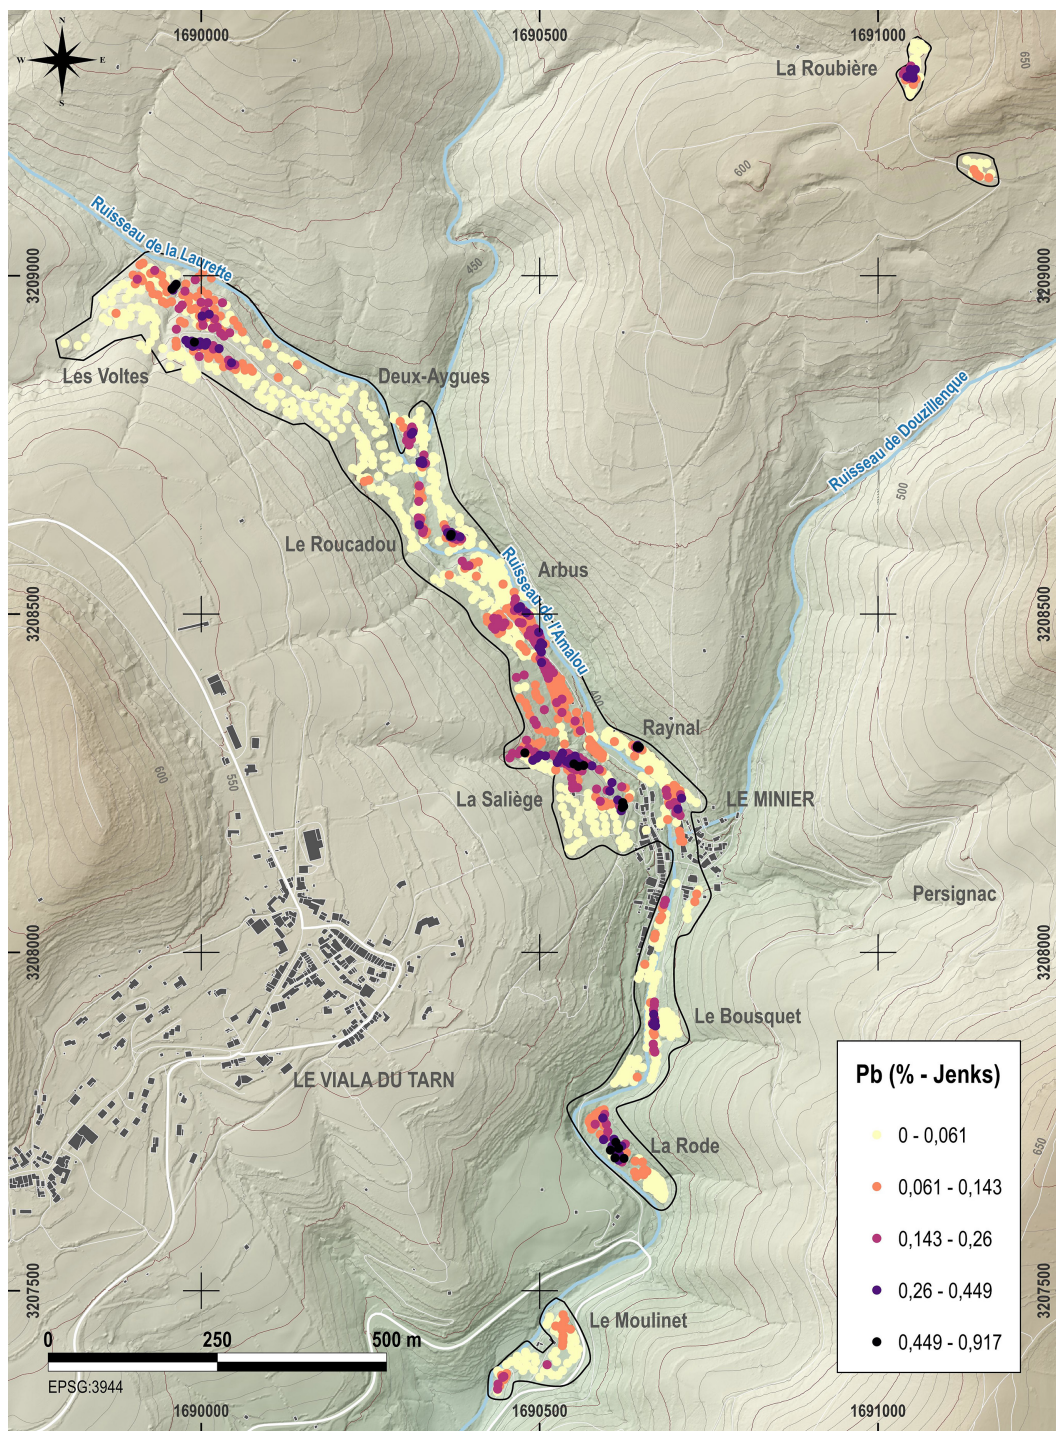 N
W E
S
1690000
1690500
1691000
La Roubière
650
600
Ruisseau de la Laurette
450
3209000
3209000
Les Voltes
Deux-Aygues
Ruisseau de Douzillenque
500
Le Roucadou
Ruisseau de l'Amalou
Arbus
3208500
3208500
400
Raynal
600
550
La Saliège
LE MINIER
Persignac
3208000
3208000
Le Bousquet
LE VIALA DU TARN
La Rode
650
Pb (% - Jenks)
0 - 0,061
0,061 - 0,143
0,143 - 0,26
0,26 - 0,449
0,449 - 0,917
3207500
3207500
Le Moulinet
0 250 500 m
EPSG:3944
1690000
1690500
1691000